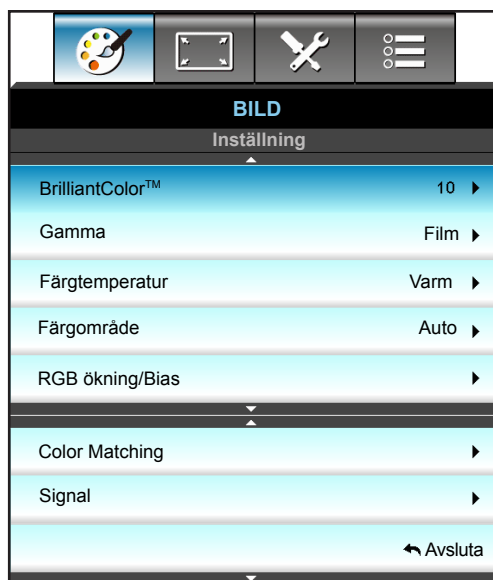 BILD
Inställning
BrilliantColor™ 10
Gamma Film
Färgtemperatur Varm
Färgområde Auto
RGB ökning/Bias
Color Matching
Signal
Avsluta